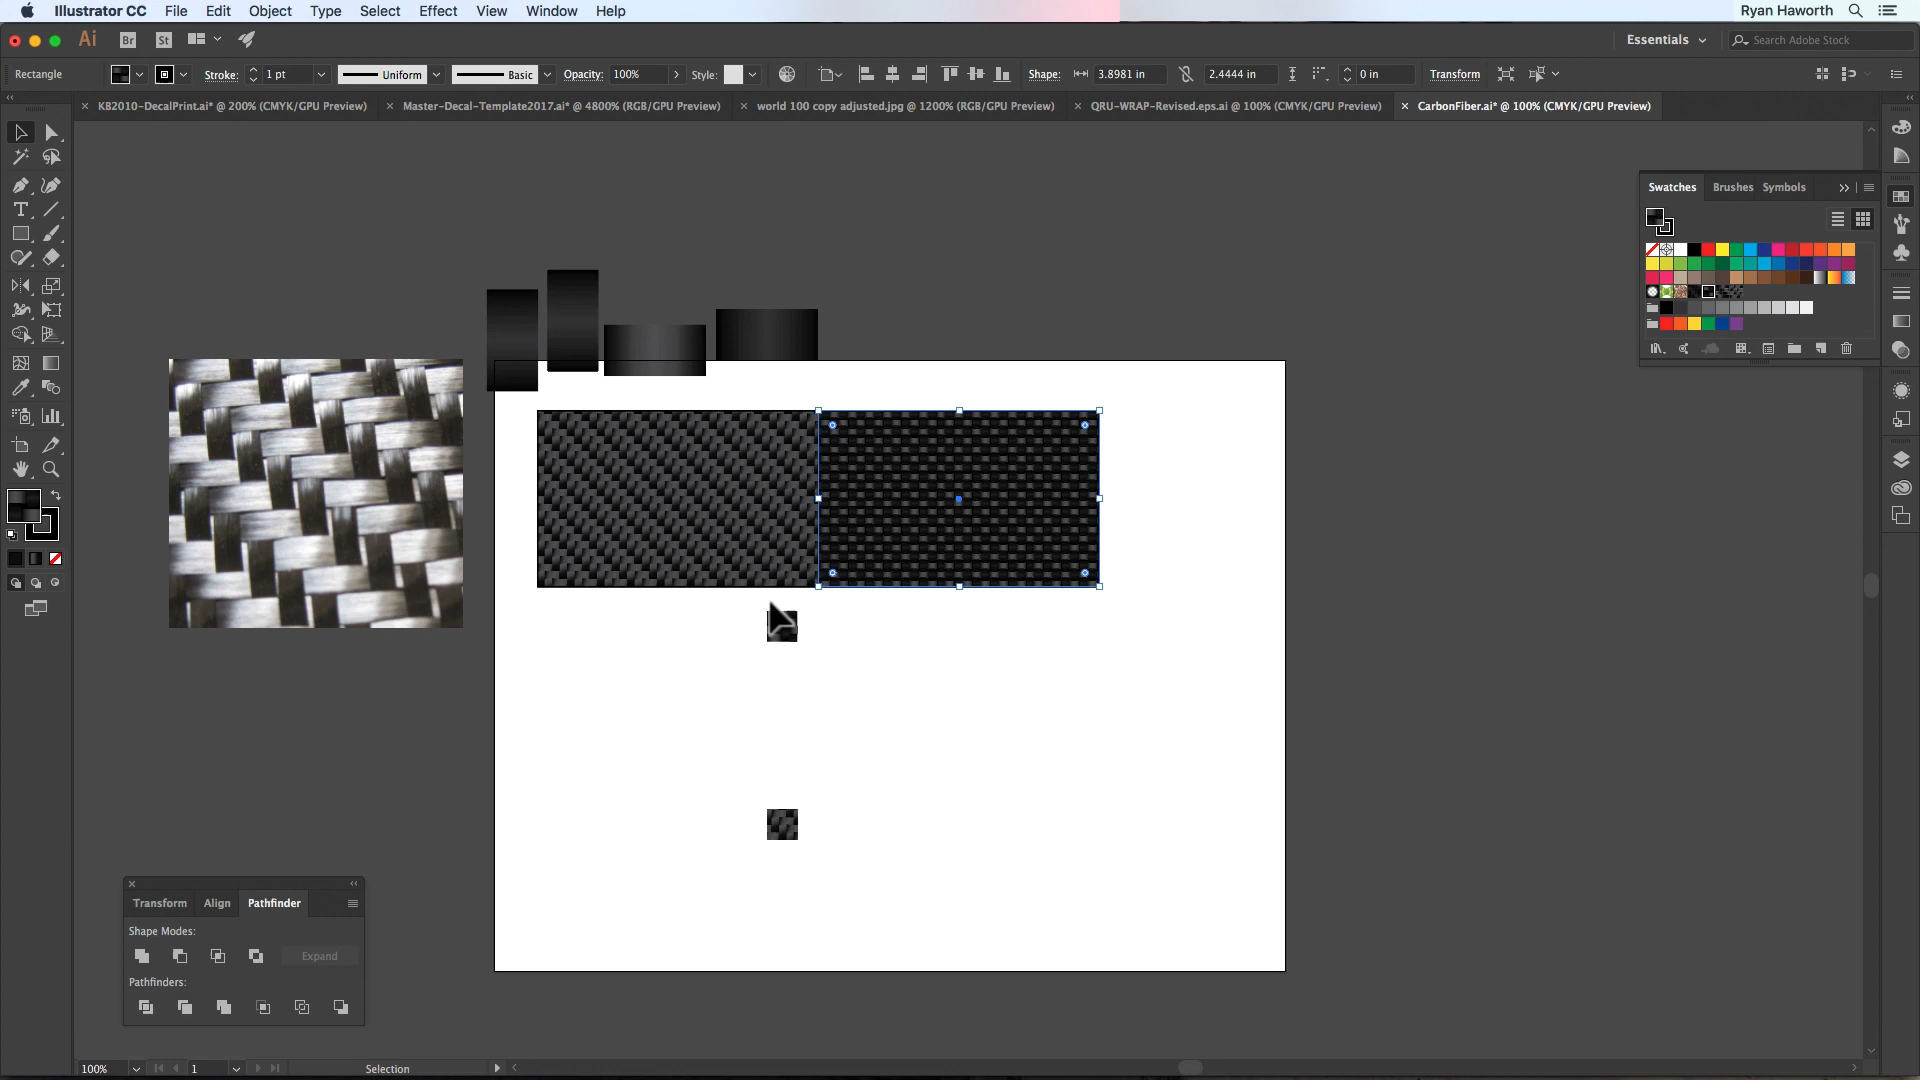 Illustrator CC File Edit Object Type Select Effect View Window Help Ryan Haworth
Ai Br St Essentials Search Adobe Stock
Rectangle Stroke: 1 pt Uniform Basic Opacity: 100% Style: Shape: 3.8981 in 2.4444 in 0 in Transform
KB2010-DecalPrint.ai* @ 200% (CMYK/GPU Preview) Master-Decal-Template2017.ai* @ 4800% (RGB/GPU Preview) world 100 copy adjusted.jpg @ 1200% (RGB/GPU Preview) QRU-WRAP-Revised.eps.ai @ 100% (CMYK/GPU Preview) CarbonFiber.ai* @ 100% (CMYK/GPU Preview)
Swatches Brushes Symbols
Transform Align Pathfinder
Shape Modes:
Expand
Pathfinders:
100% 1 Selection